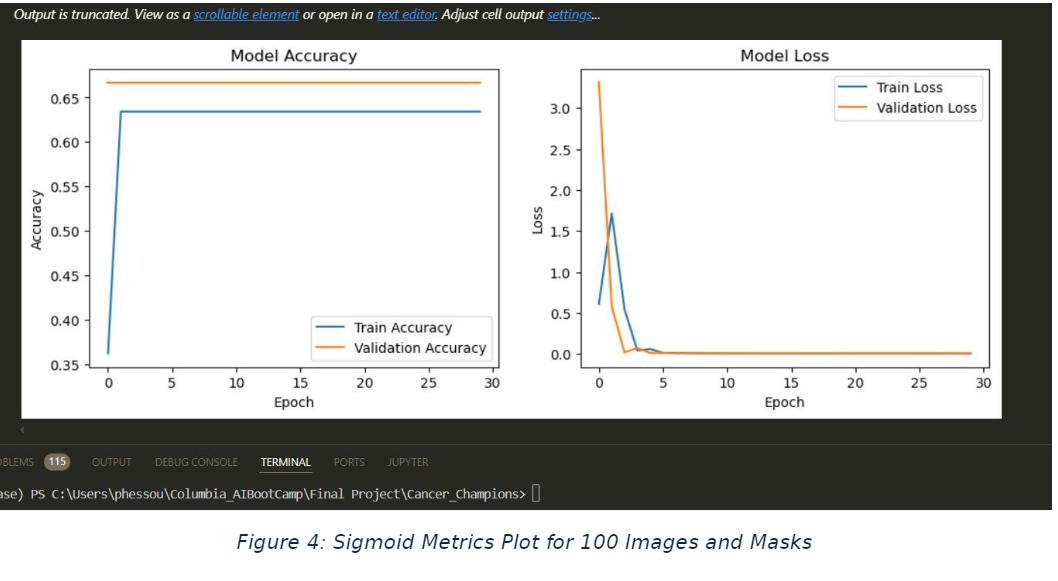 Output is truncated. View as a scrollable element or open in a text editor. Adjust cell output settings...
Model Accuracy
0.65
0.60
0.55
0.50
0.45
0.40
0.35
Accuracy
Train Accuracy
Validation Accuracy
0 5 10 15 20 25 30
Epoch
Model Loss
3.0
2.5
2.0
1.5
1.0
0.5
0.0
Loss
Train Loss
Validation Loss
0 5 10 15 20 25 30
Epoch
OBLEMS 115 OUTPUT DEBUG CONSOLE TERMINAL PORTS JUPYTER
ase) PS C:\Users\phessou\Columbia_AIBootCamp\Final Project\Cancer_Champions>
Figure 4: Sigmoid Metrics Plot for 100 Images and Masks